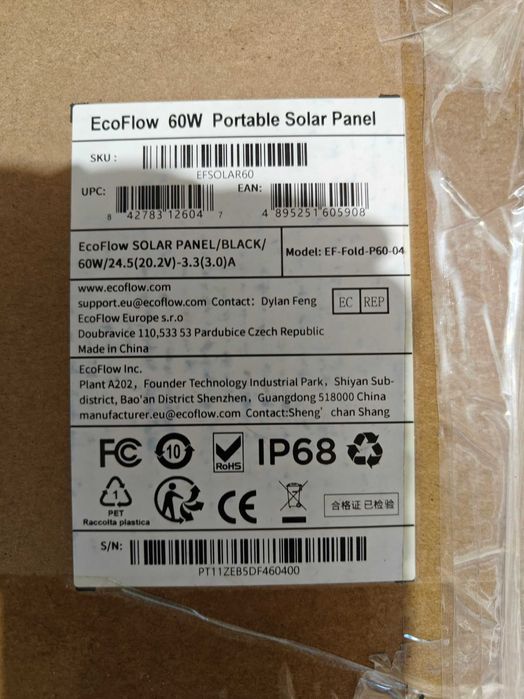 EcoFlow 60W Portable Solar Panel
SKU :
EFSOLAR60
UPC:
8 42783 12604 7
EAN:
4 895251 605908
EcoFlow SOLAR PANEL/BLACK/
60W/24.5(20.2V)-3.3(3.0)A
Model: EF-Fold-P60-04
www.ecoflow.com
support.eu@ecoflow.com Contact: Dylan Feng
EC REP
EcoFlow Europe s.r.o
Doubravice 110,533 53 Pardubice Czech Republic
Made in China
EcoFlow Inc.
Plant A202, Founder Technology Industrial Park, Shiyan Sub-
district, Bao'an District Shenzhen, Guangdong 518000 China
manufacturer.eu@ecoflow.com Contact:Sheng' chan Shang
FC 10 RoHS IP68
1
PET
Raccolta plastica
CE
合格证 已检验
S/N:
PT11ZEB5DF460400